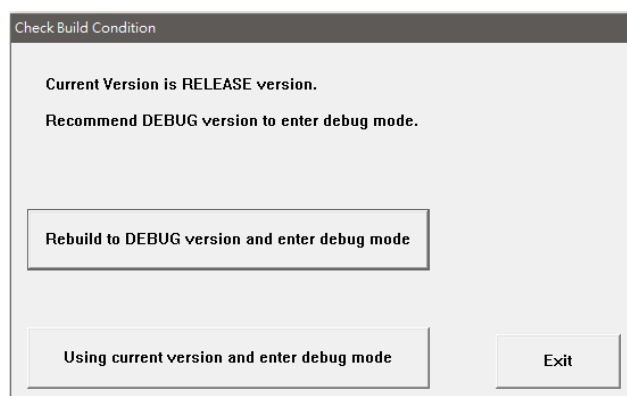 Check Build Condition
Current Version is RELEASE version.
Recommend DEBUG version to enter debug mode.
Rebuild to DEBUG version and enter debug mode
Using current version and enter debug mode
Exit